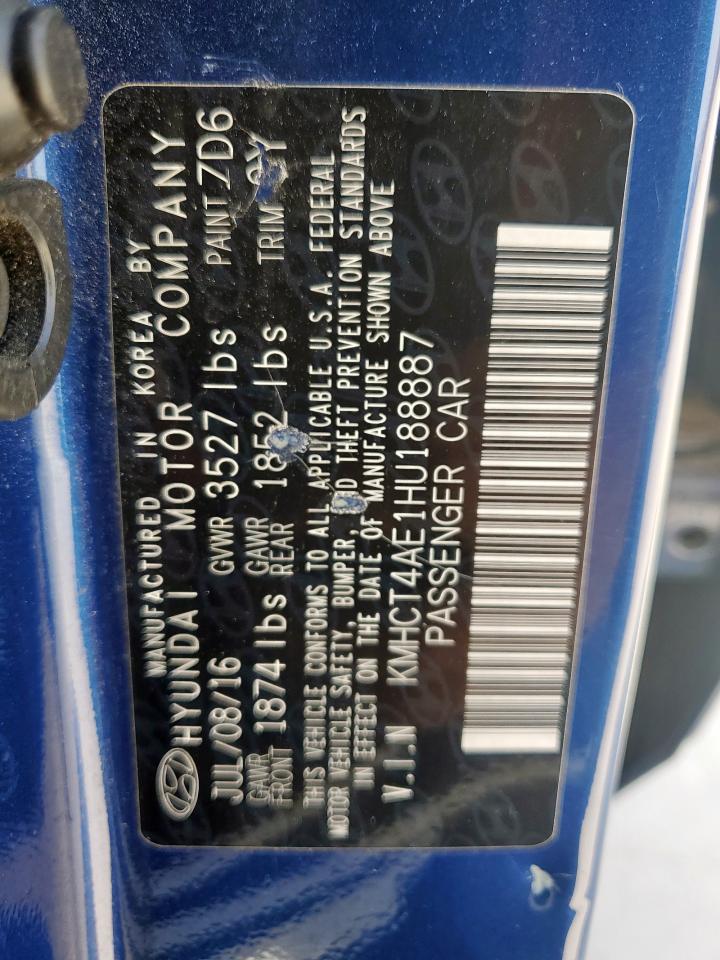 MANUFACTURED IN KOREA BY
HYUNDAI MOTOR COMPANY
JUL/08/16 GVWR 3527 lbs PAINT ZD6
GAWR FRONT 1874 lbs GAWR REAR 1852 lbs TRIM
THIS VEHICLE CONFORMS TO ALL APPLICABLE U.S.A. FEDERAL
MOTOR VEHICLE SAFETY, BUMPER, THEFT PREVENTION STANDARDS
IN EFFECT ON THE DATE OF MANUFACTURE SHOWN ABOVE
V.I.N KMHCT4AE1HU188887
PASSENGER CAR